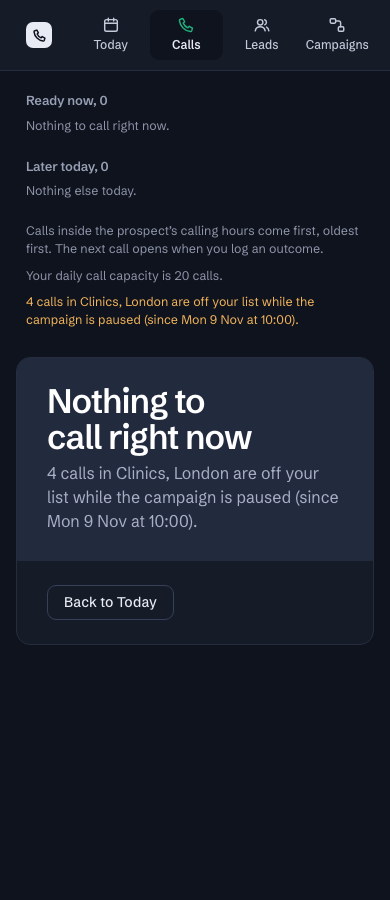 Today
Calls
Leads
Campaigns
Ready now, 0
Nothing to call right now.
Later today, 0
Nothing else today.
Calls inside the prospect's calling hours come first, oldest
first. The next call opens when you log an outcome.
Your daily call capacity is 20 calls.
4 calls in Clinics, London are off your list while the
campaign is paused (since Mon 9 Nov at 10:00).
Nothing to
call right now
4 calls in Clinics, London are off your
list while the campaign is paused (since
Mon 9 Nov at 10:00).
Back to Today